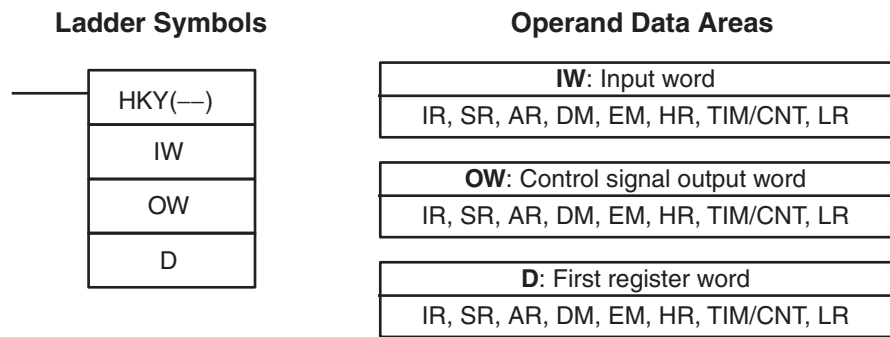 Ladder Symbols
HKY(––)
IW
OW
D
Operand Data Areas
IW: Input word
IR, SR, AR, DM, EM, HR, TIM/CNT, LR
OW: Control signal output word
IR, SR, AR, DM, EM, HR, TIM/CNT, LR
D: First register word
IR, SR, AR, DM, EM, HR, TIM/CNT, LR